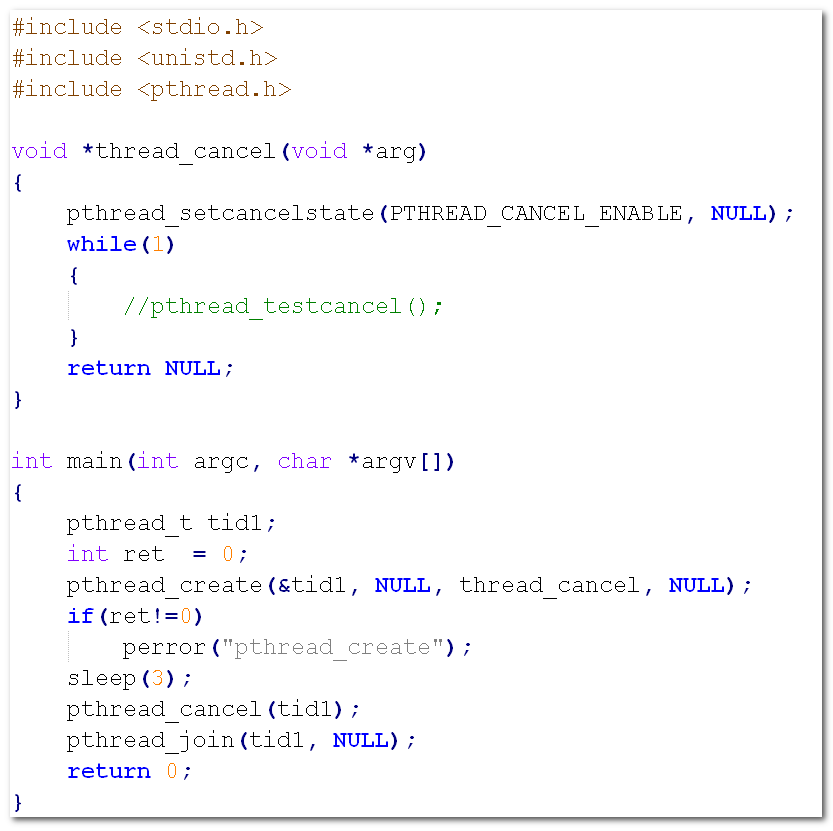 #include <stdio.h>
#include <unistd.h>
#include <pthread.h>

void *thread_cancel(void *arg)
{
    pthread_setcancelstate(PTHREAD_CANCEL_ENABLE, NULL);
    while(1)
    {
        //pthread_testcancel();
    }
    return NULL;
}

int main(int argc, char *argv[])
{
    pthread_t tid1;
    int ret  = 0;
    pthread_create(&tid1, NULL, thread_cancel, NULL);
    if(ret!=0)
        perror("pthread_create");
    sleep(3);
    pthread_cancel(tid1);
    pthread_join(tid1, NULL);
    return 0;
}